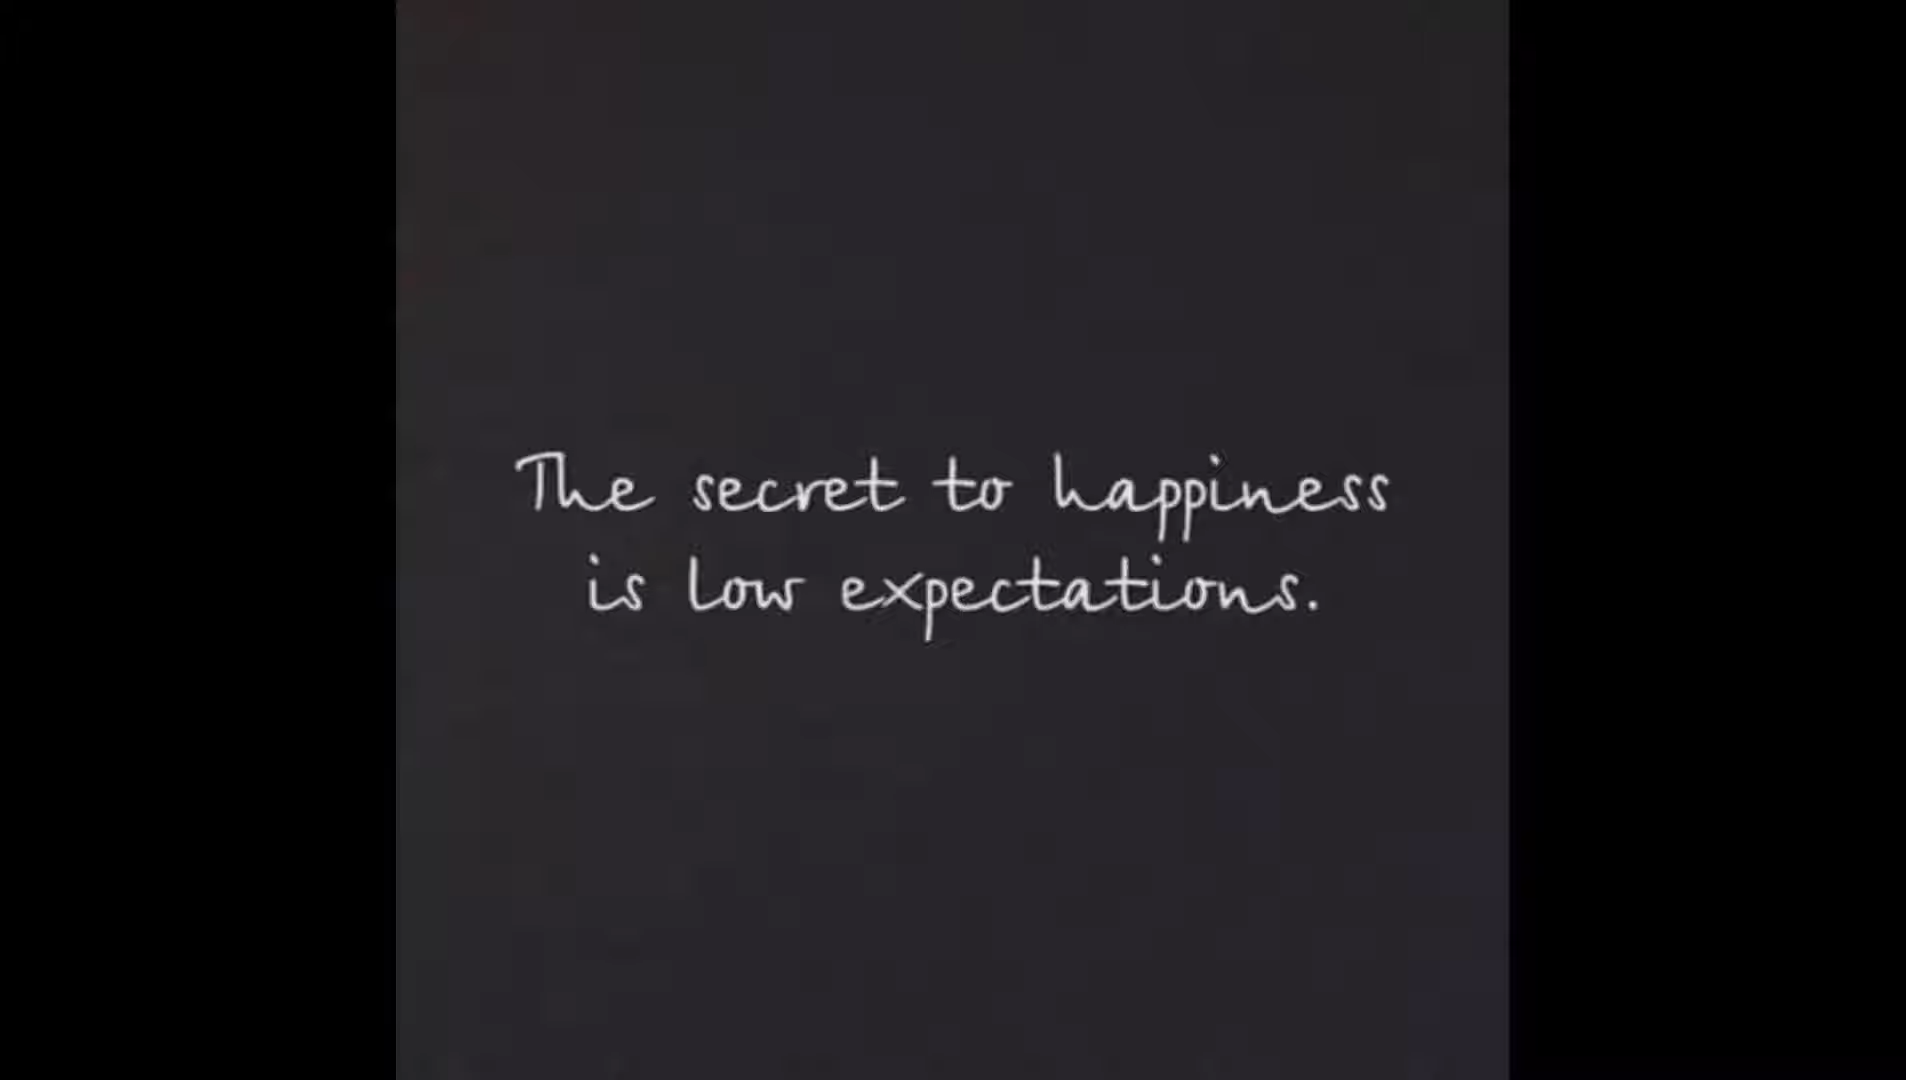 The secret to happiness
is low expectations.